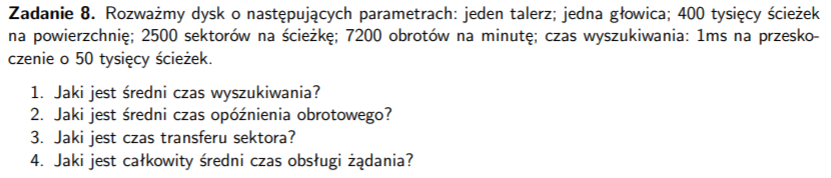 Zadanie 8. Rozważmy dysk o następujących parametrach: jeden talerz; jedna głowica; 400 tysięcy ścieżek
na powierzchnię; 2500 sektorów na ścieżkę; 7200 obrotów na minutę; czas wyszukiwania: 1ms na przesko-
czenie o 50 tysięcy ścieżek.
1. Jaki jest średni czas wyszukiwania?
2. Jaki jest średni czas opóźnienia obrotowego?
3. Jaki jest czas transferu sektora?
4. Jaki jest całkowity średni czas obsługi żądania?